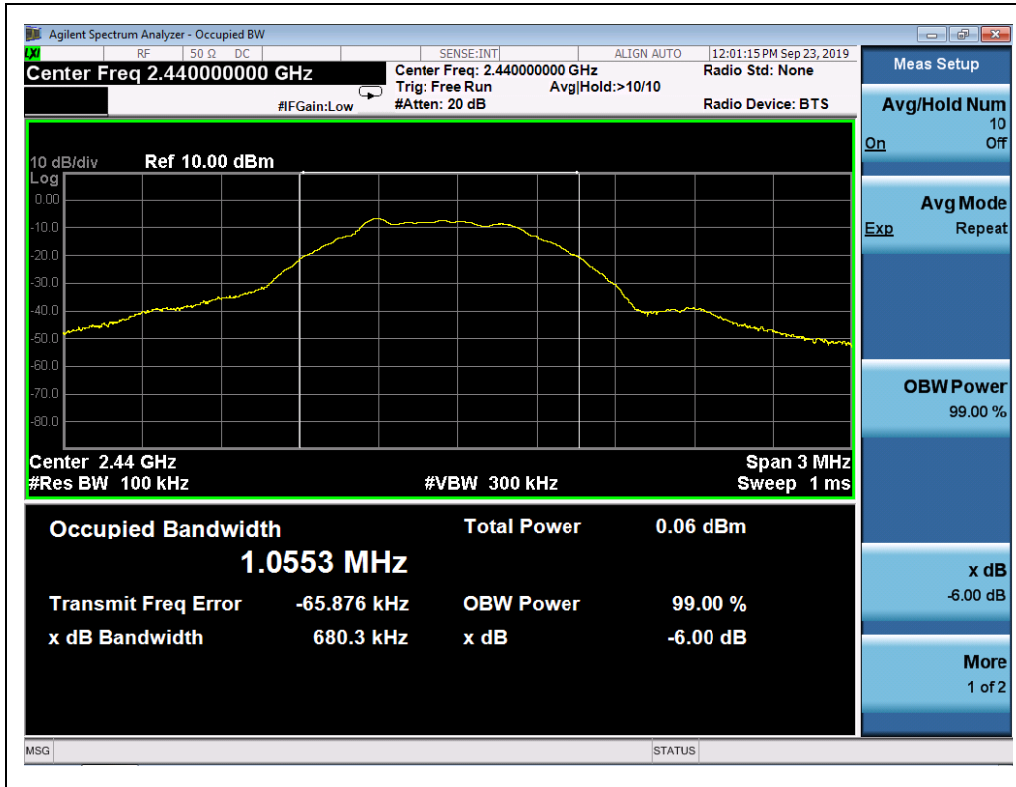 Agilent Spectrum Analyzer - Occupied BW
LXI RF 50 Ω DC SENSE:INT ALIGN AUTO 12:01:15 PM Sep 23, 2019
Center Freq 2.440000000 GHz
Center Freq: 2.440000000 GHz
Radio Std: None
Trig: Free Run Avg|Hold:>10/10
#IFGain:Low
#Atten: 20 dB
Radio Device: BTS
10 dB/div Ref 10.00 dBm
Log
0.00
-10.0
-20.0
-30.0
-40.0
-50.0
-60.0
-70.0
-80.0
Center 2.44 GHz Span 3 MHz
#Res BW 100 kHz #VBW 300 kHz Sweep 1 ms
Occupied Bandwidth Total Power 0.06 dBm
1.0553 MHz
Transmit Freq Error -65.876 kHz OBW Power 99.00 %
x dB Bandwidth 680.3 kHz x dB -6.00 dB
Meas Setup
Avg/Hold Num
10
On Off
Avg Mode
Exp Repeat
OBW Power
99.00 %
x dB
-6.00 dB
More
1 of 2
MSG STATUS